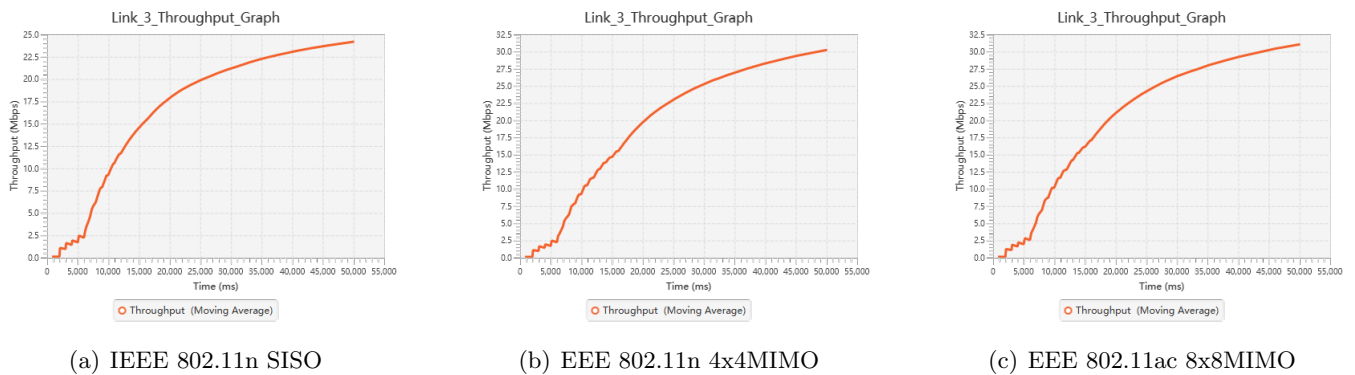 Link_3_Throughput_Graph
25.0
22.5
20.0
17.5
15.0
12.5
10.0
7.5
5.0
2.5
0.0
Throughput (Mbps)
0 5,000 10,000 15,000 20,000 25,000 30,000 35,000 40,000 45,000 50,000 55,000
Time (ms)
Throughput (Moving Average)
(a) IEEE 802.11n SISO
Link_3_Throughput_Graph
32.5
30.0
27.5
25.0
22.5
20.0
17.5
15.0
12.5
10.0
7.5
5.0
2.5
0.0
Throughput (Mbps)
0 5,000 10,000 15,000 20,000 25,000 30,000 35,000 40,000 45,000 50,000 55,000
Time (ms)
Throughput (Moving Average)
(b) EEE 802.11n 4x4MIMO
Link_3_Throughput_Graph
32.5
30.0
27.5
25.0
22.5
20.0
17.5
15.0
12.5
10.0
7.5
5.0
2.5
0.0
Throughput (Mbps)
0 5,000 10,000 15,000 20,000 25,000 30,000 35,000 40,000 45,000 50,000 55,000
Time (ms)
Throughput (Moving Average)
(c) EEE 802.11ac 8x8MIMO